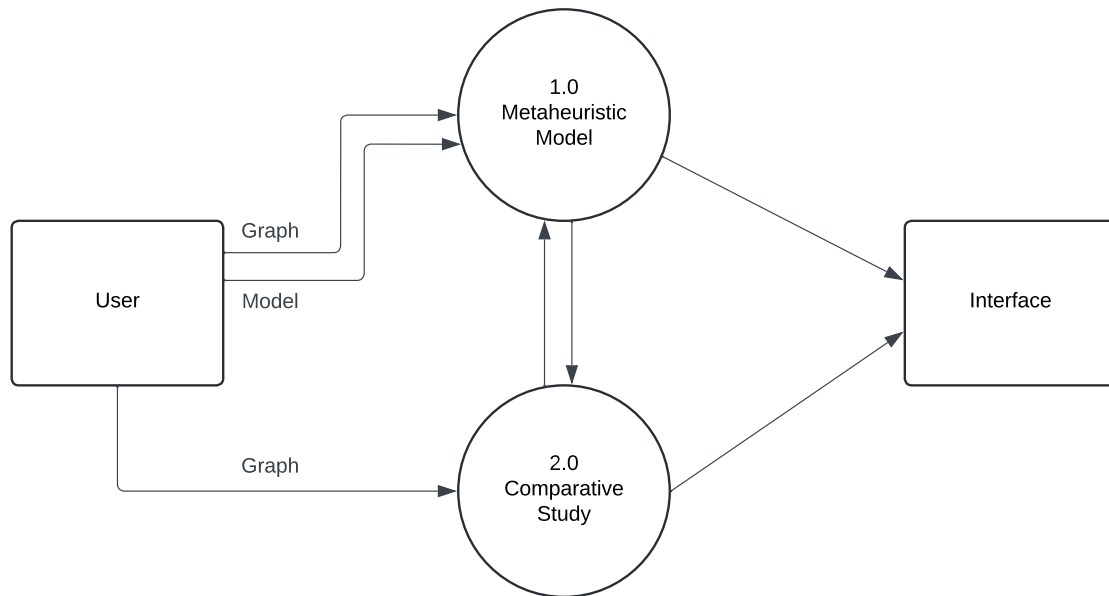 1.0
Metaheuristic
Model
Graph
User
Model
Interface
Graph
2.0
Comparative
Study